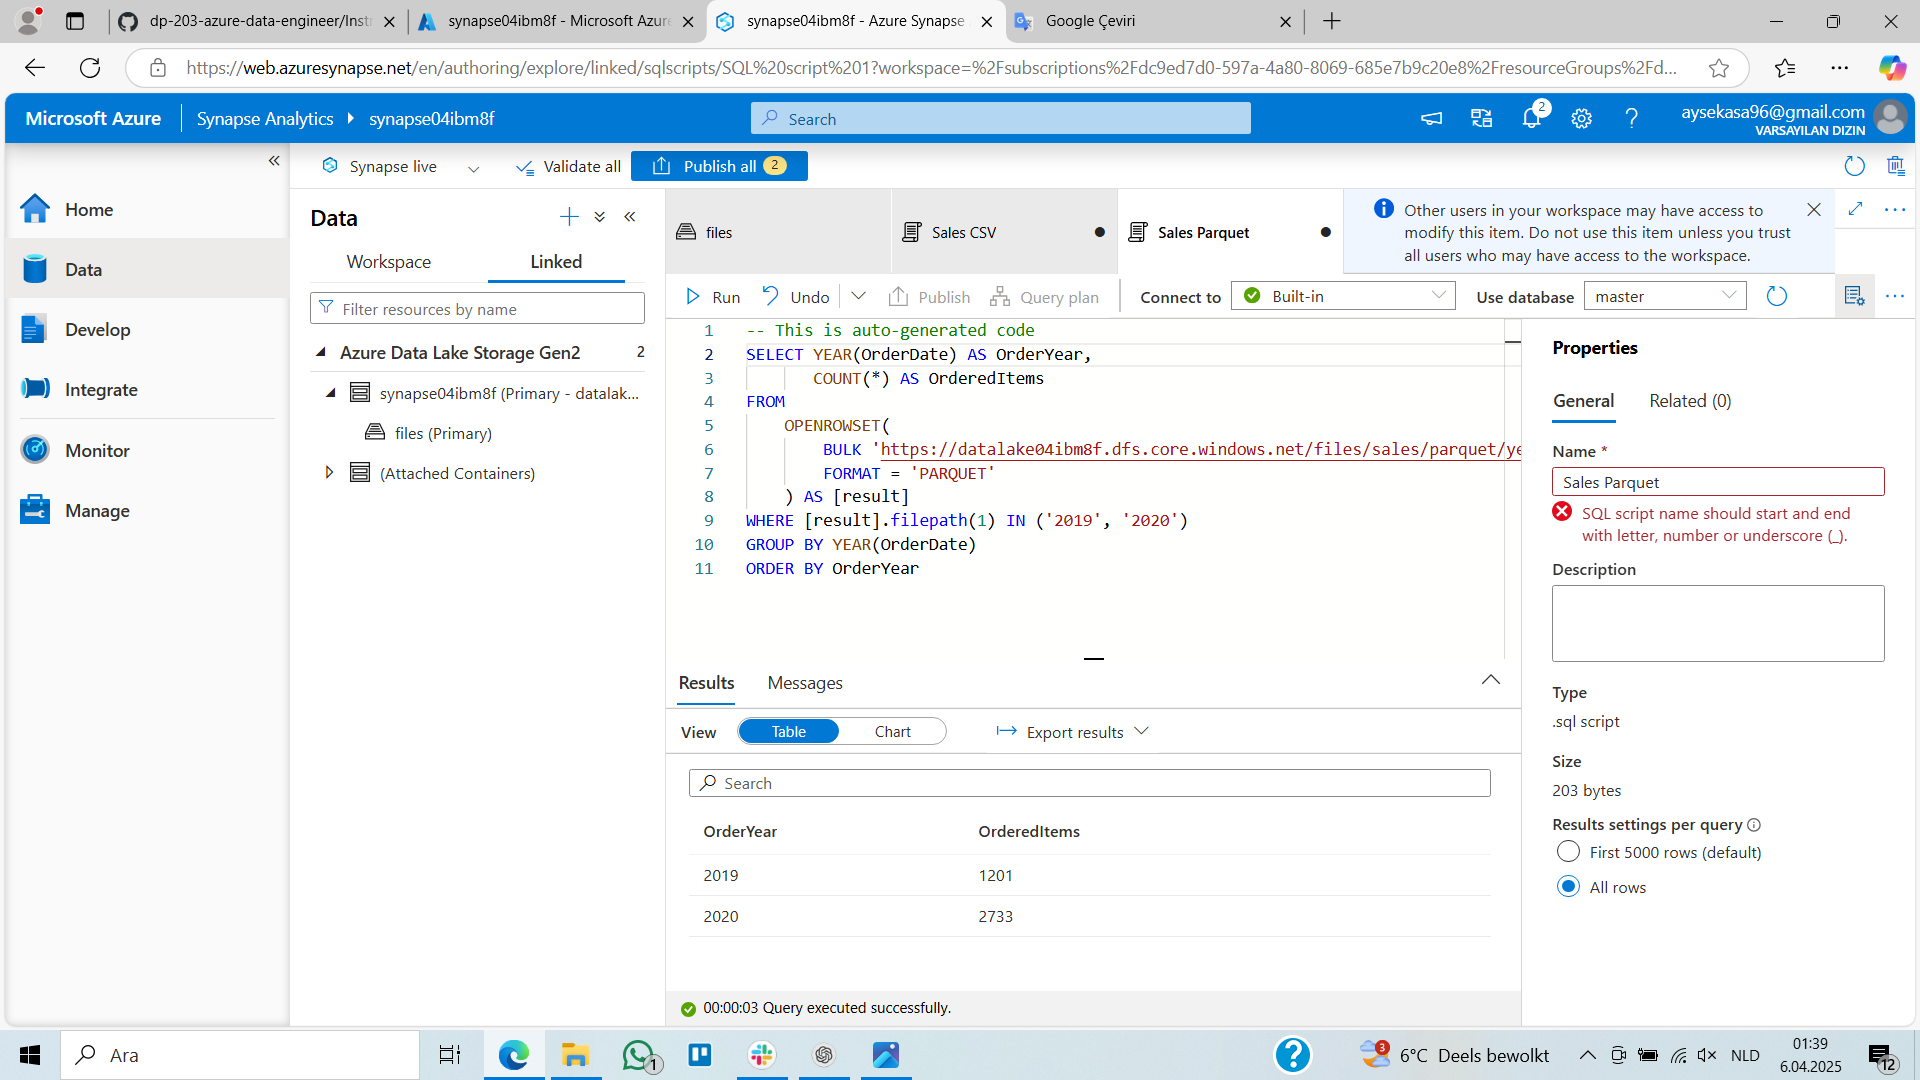 dp-203-azure-data-engineer/Inst
synapse04ibm8f - Microsoft Azure
synapse04ibm8f - Azure Synapse
Google Çeviri
https://web.azuresynapse.net/en/authoring/explore/linked/sqlscripts/SQL%20script%201?workspace=%2Fsubscriptions%2Fdc9ed7d0-597a-4a80-8069-685e7b9c20e8%2FresourceGroups%2Fd...
Microsoft Azure
Synapse Analytics
synapse04ibm8f
Search
2
aysekasa96@gmail.com
VARSAYILAN DIZIN
Synapse live
Validate all
Publish all 2
Home
Data
Develop
Integrate
Monitor
Manage
Data
Workspace
Linked
Filter resources by name
Azure Data Lake Storage Gen2 2
synapse04ibm8f (Primary - datalak...
files (Primary)
(Attached Containers)
files
Sales CSV
Sales Parquet
Other users in your workspace may have access to
modify this item. Do not use this item unless you trust
all users who may have access to the workspace.
Run
Undo
Publish
Query plan
Connect to
Built-in
Use database
master
1 -- This is auto-generated code
2 SELECT YEAR(OrderDate) AS OrderYear,
3 COUNT(*) AS OrderedItems
4 FROM
5 OPENROWSET(
6 BULK 'https://datalake04ibm8f.dfs.core.windows.net/files/sales/parquet/ye
7 FORMAT = 'PARQUET'
8 ) AS [result]
9 WHERE [result].filepath(1) IN ('2019', '2020')
10 GROUP BY YEAR(OrderDate)
11 ORDER BY OrderYear
Properties
General
Related (0)
Name *
Sales Parquet
SQL script name should start and end
with letter, number or underscore (_).
Description
Type
.sql script
Size
203 bytes
Results settings per query
First 5000 rows (default)
All rows
Results
Messages
View
Table
Chart
Export results
Search
OrderYear OrderedItems
2019 1201
2020 2733
00:00:03 Query executed successfully.
Ara
1
3
6°C Deels bewolkt
NLD
01:39
6.04.2025
12